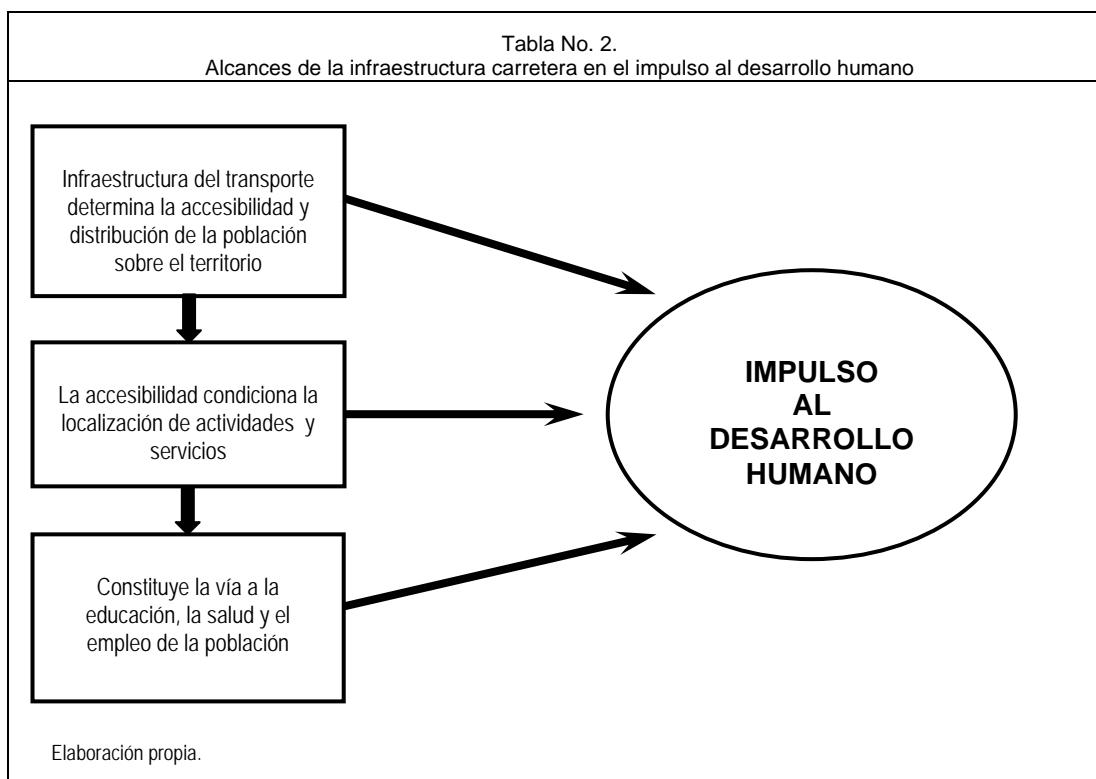 Tabla No. 2.
Alcances de la infraestructura carretera en el impulso al desarrollo humano
Infraestructura del transporte
determina la accesibilidad y
distribución de la población
sobre el territorio
La accesibilidad condiciona la
localización de actividades y
servicios
Constituye la vía a la
educación, la salud y el
empleo de la población
IMPULSO
AL
DESARROLLO
HUMANO
Elaboración propia.